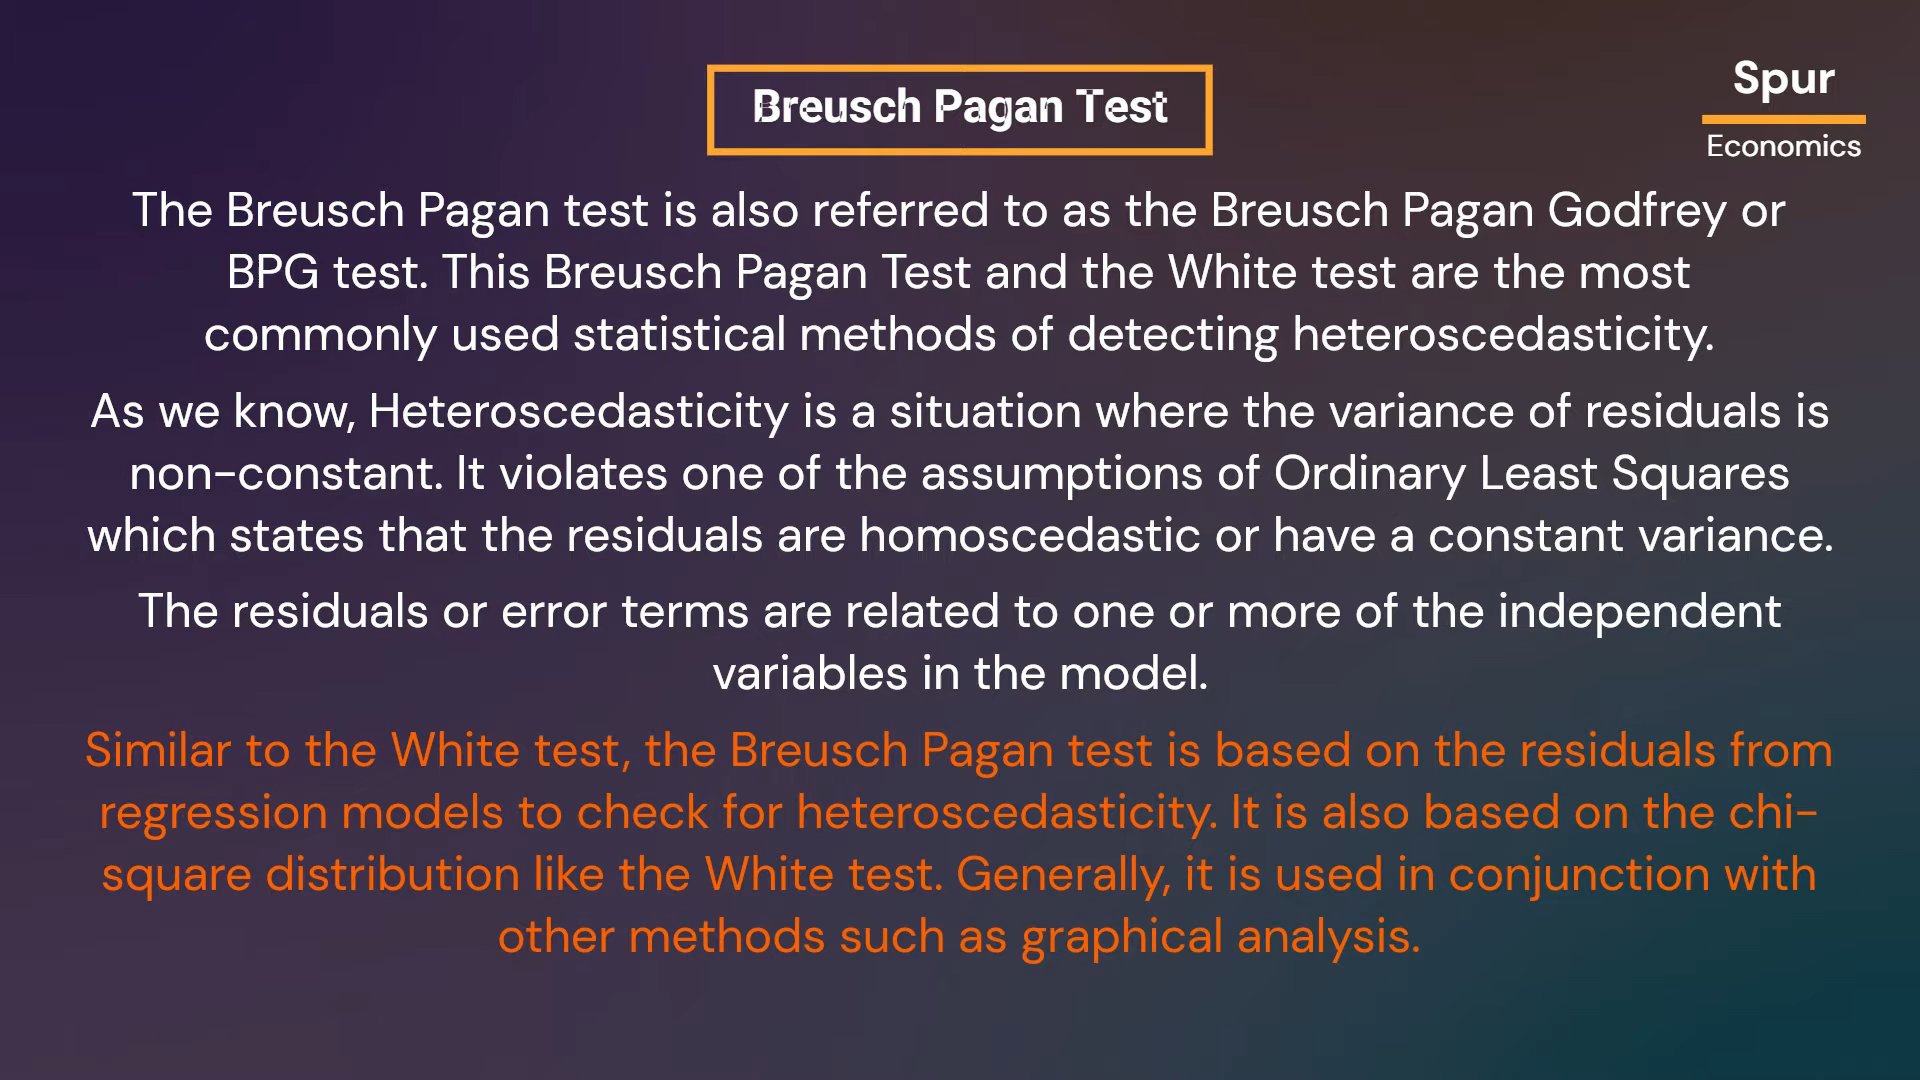 Breusch Pagan Test
Spur
Economics
The Breusch Pagan test is also referred to as the Breusch Pagan Godfrey or
BPG test. This Breusch Pagan Test and the White test are the most
commonly used statistical methods of detecting heteroscedasticity.
As we know, Heteroscedasticity is a situation where the variance of residuals is
non-constant. It violates one of the assumptions of Ordinary Least Squares
which states that the residuals are homoscedastic or have a constant variance.
The residuals or error terms are related to one or more of the independent
variables in the model.
Similar to the White test, the Breusch Pagan test is based on the residuals from
regression models to check for heteroscedasticity. It is also based on the chi-
square distribution like the White test. Generally, it is used in conjunction with
other methods such as graphical analysis.